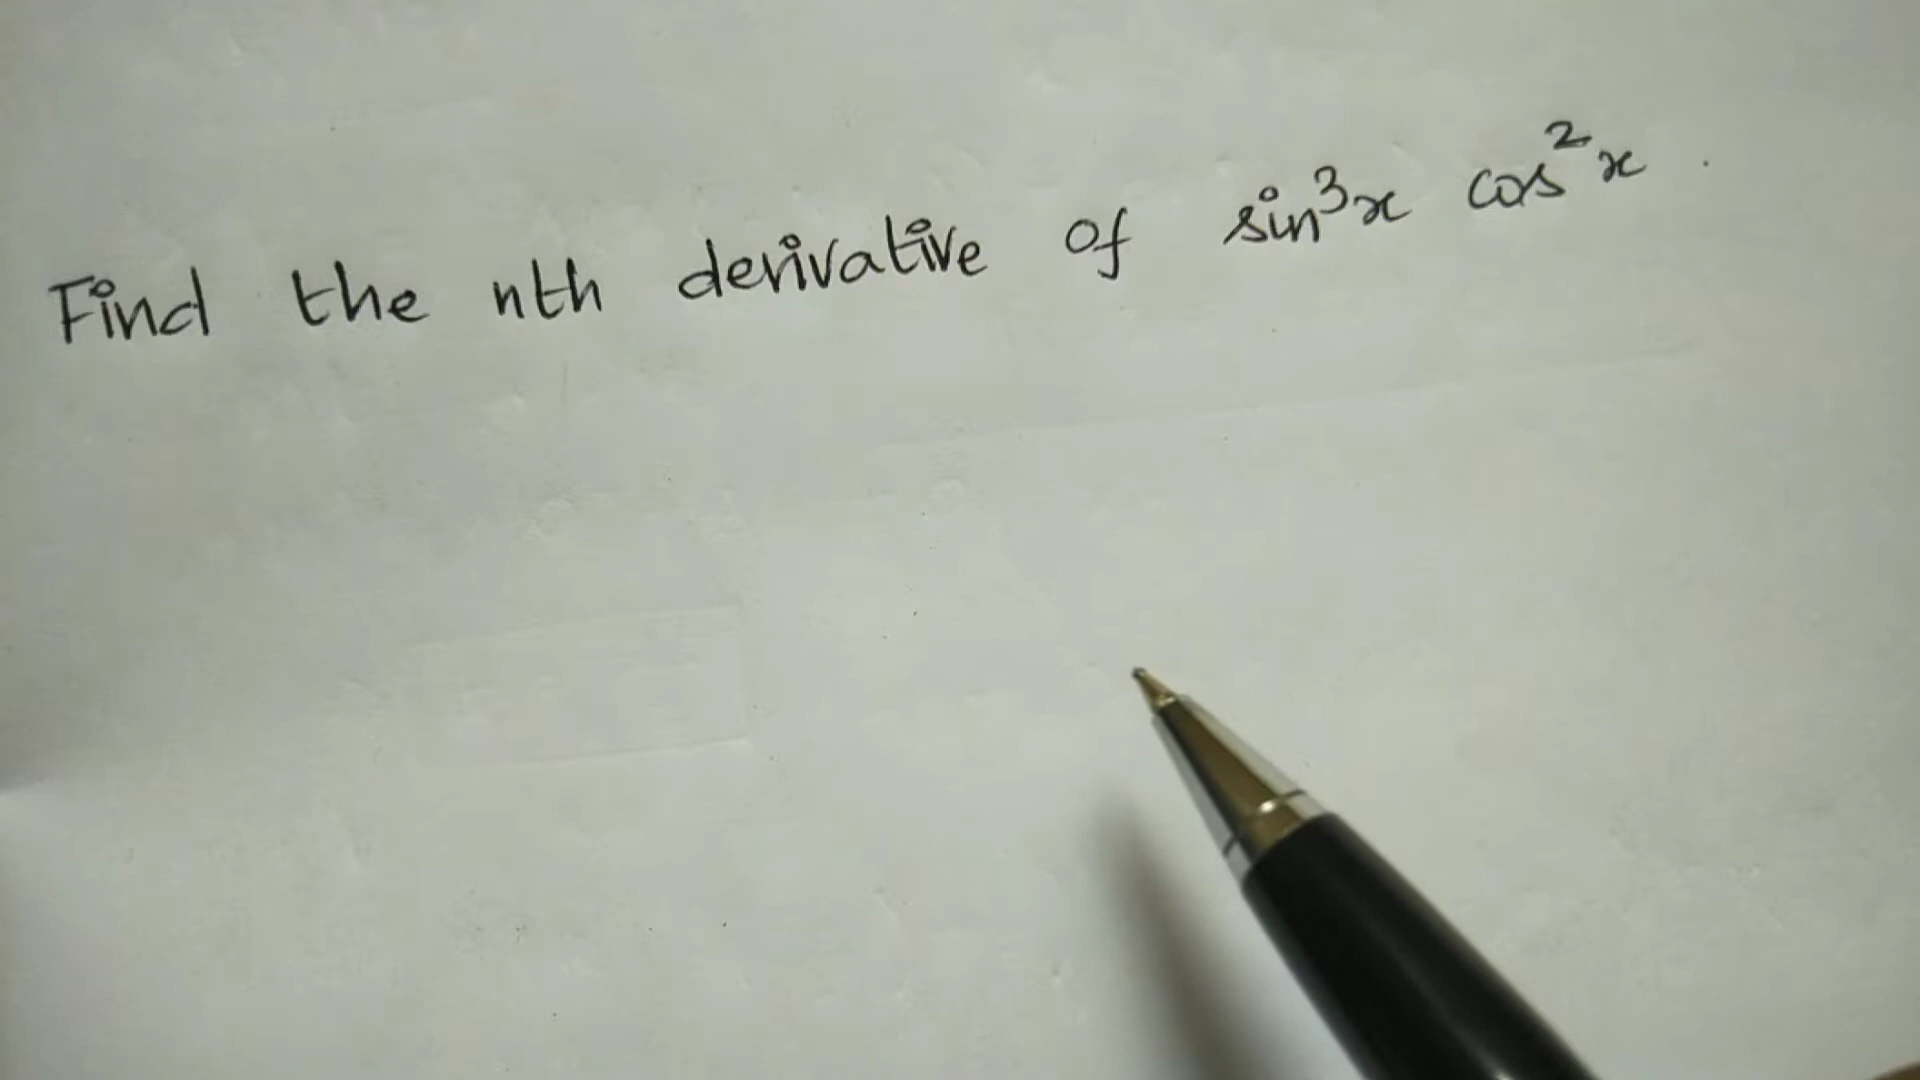 Find the nth derivative of sin³x cos²x.